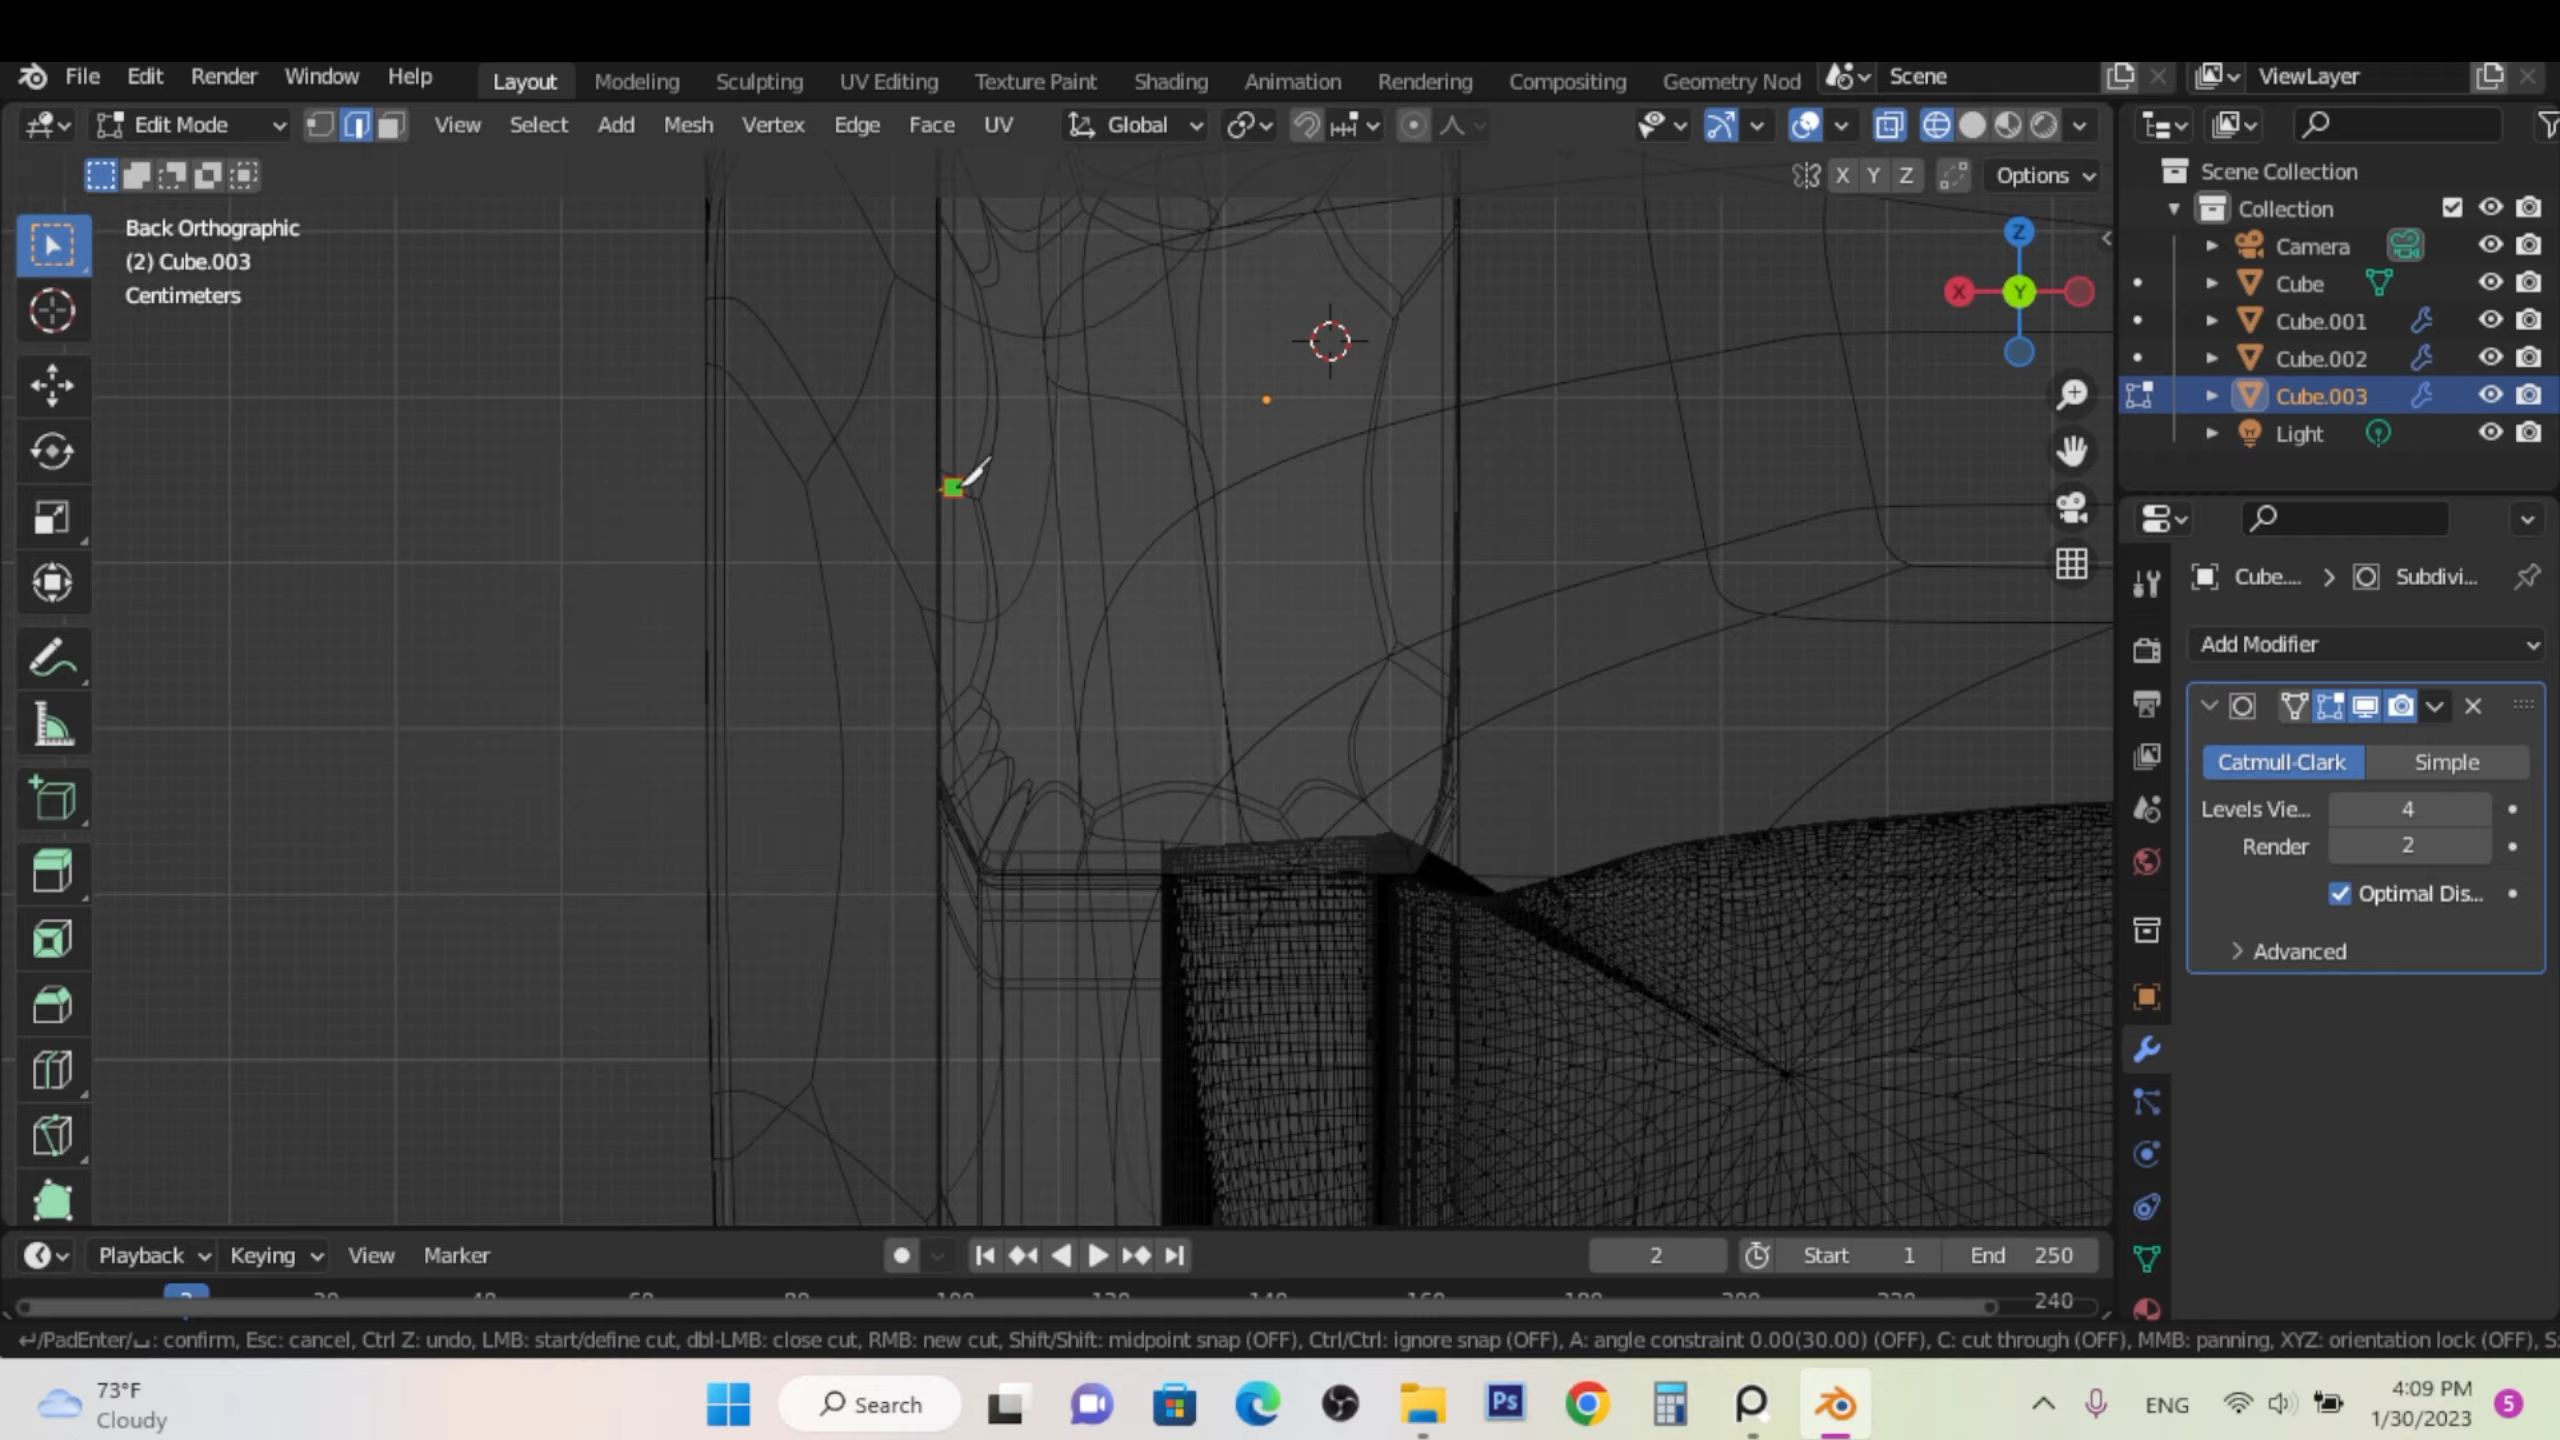 File Edit Render Window Help Layout Modeling Sculpting UV Editing Texture Paint Shading Animation Rendering Compositing Geometry Nod Scene ViewLayer
Edit Mode View Select Add Mesh Vertex Edge Face UV Global
X Y Z Options
Back Orthographic
(2) Cube.003
Centimeters
Z
X
Y
Scene Collection
Collection
Camera
Cube
Cube.001
Cube.002
Cube.003
Light
Cube.... Subdivi...
Add Modifier
Catmull-Clark Simple
Levels Vie... 4
Render 2
Optimal Dis...
Advanced
Playback Keying View Marker 2 Start 1 End 250
240
↵/PadEnter/⎵: confirm, Esc: cancel, Ctrl Z: undo, LMB: start/define cut, dbl-LMB: close cut, RMB: new cut, Shift/Shift: midpoint snap (OFF), Ctrl/Ctrl: ignore snap (OFF), A: angle constraint 0.00(30.00) (OFF), C: cut through (OFF), MMB: panning, XYZ: orientation lock (OFF), S:
73°F
Cloudy
Search
Ps
ENG
4:09 PM
1/30/2023
5